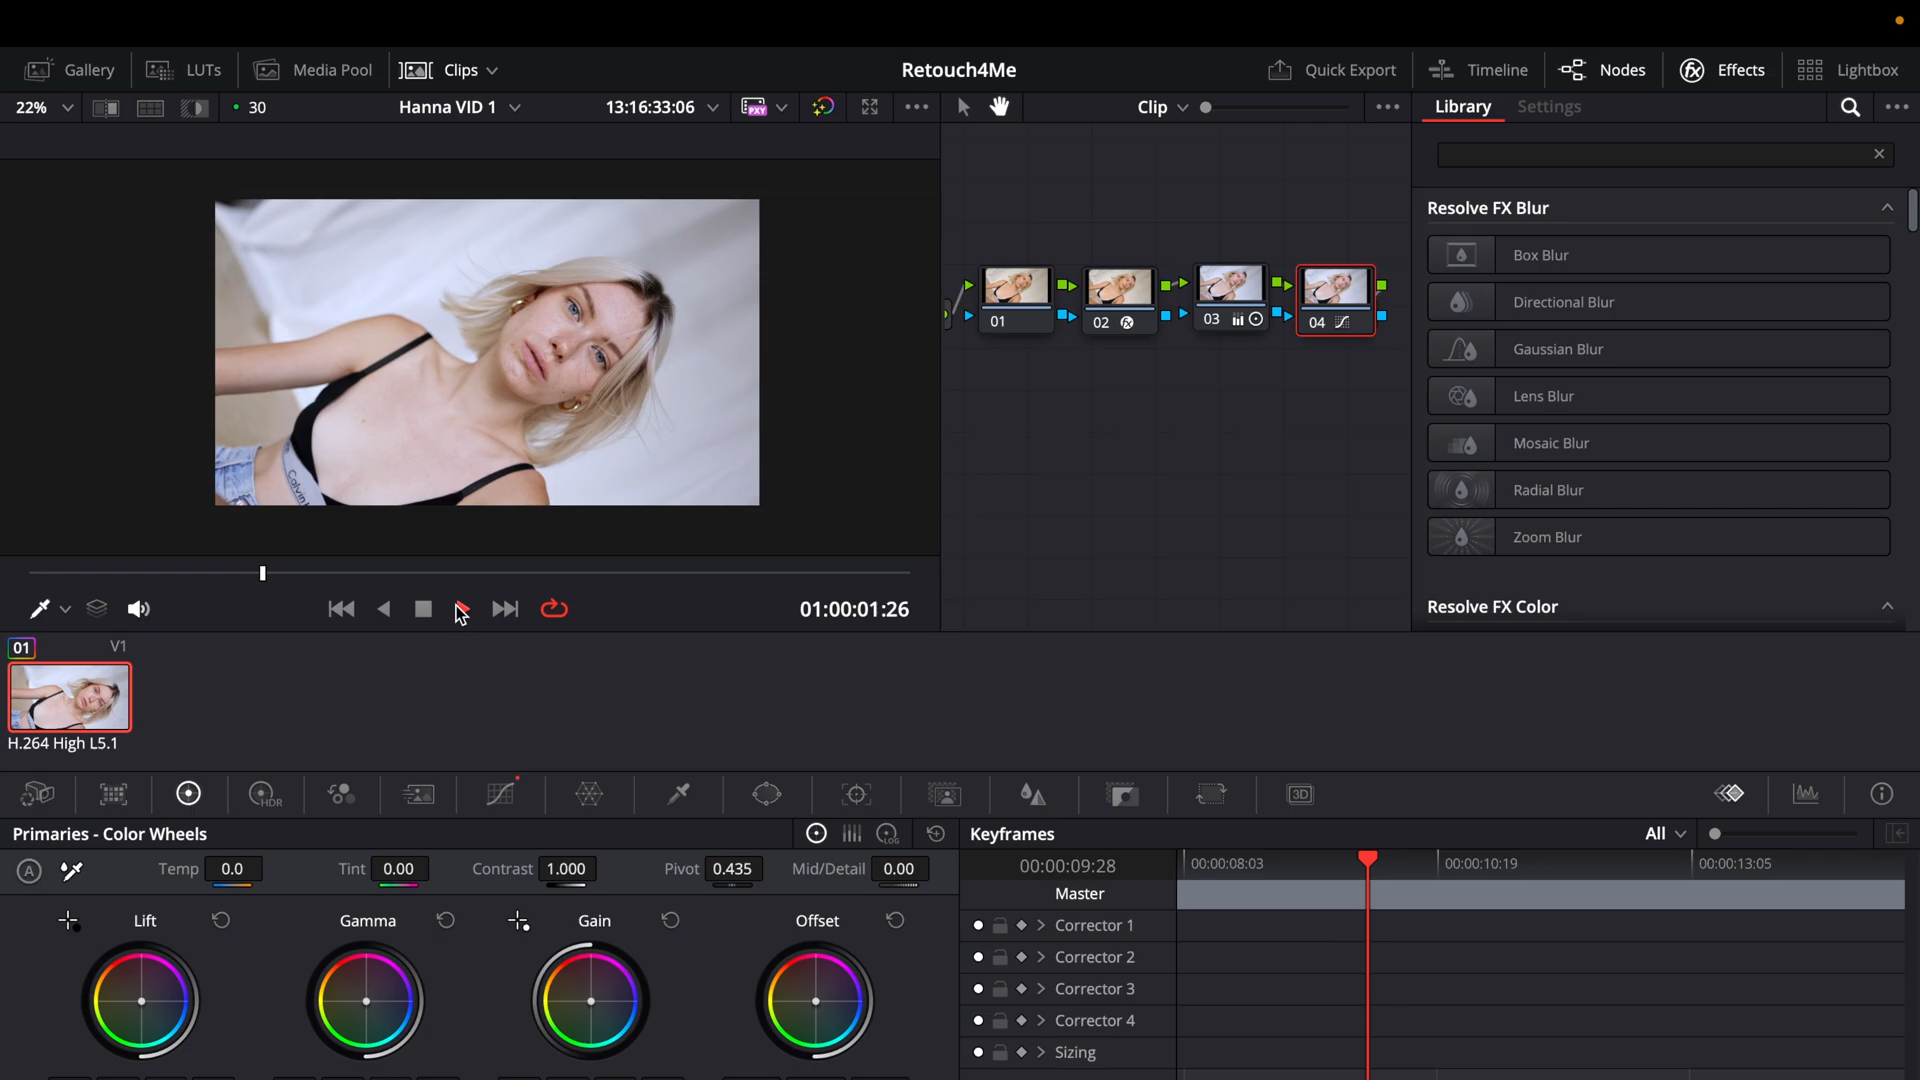 Gallery LUTs Media Pool Clips Retouch4Me Quick Export Timeline Nodes Effects Lightbox
22% 30 Hanna VID 1 13:16:33:06 PXY Clip Library Settings
Resolve FX Blur
Box Blur
Directional Blur
01 02 03 04
Gaussian Blur
Lens Blur
Mosaic Blur
Calvin
Radial Blur
Zoom Blur
01:00:01:26 Resolve FX Color
01 V1
H.264 High L5.1
HDR 3D
Primaries - Color Wheels LOG Keyframes All
A Temp 0.0 Tint 0.00 Contrast 1.000 Pivot 0.435 Mid/Detail 0.00 00:00:09:28 00:00:08:03 00:00:10:19 00:00:13:05
Master
Lift Gamma Gain Offset Corrector 1
Corrector 2
Corrector 3
Corrector 4
Sizing